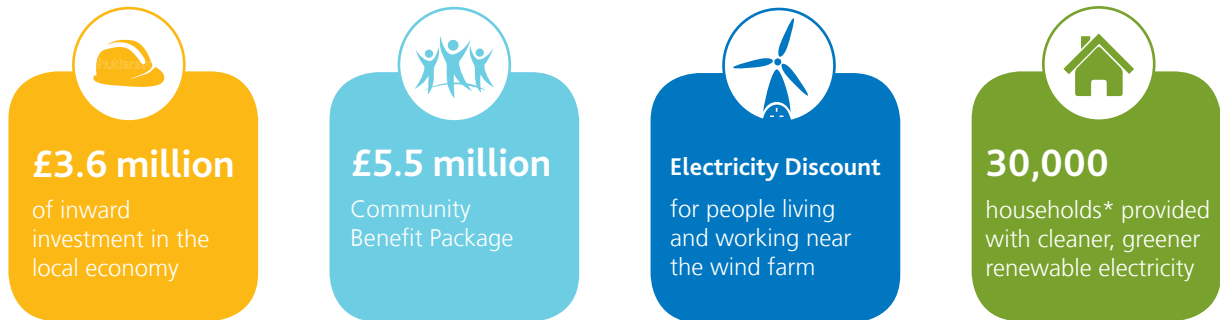 £3.6 million
of inward
investment in the
local economy
£5.5 million
Community
Benefit Package
Electricity Discount
for people living
and working near
the wind farm
30,000
households* provided
with cleaner, greener
renewable electricity